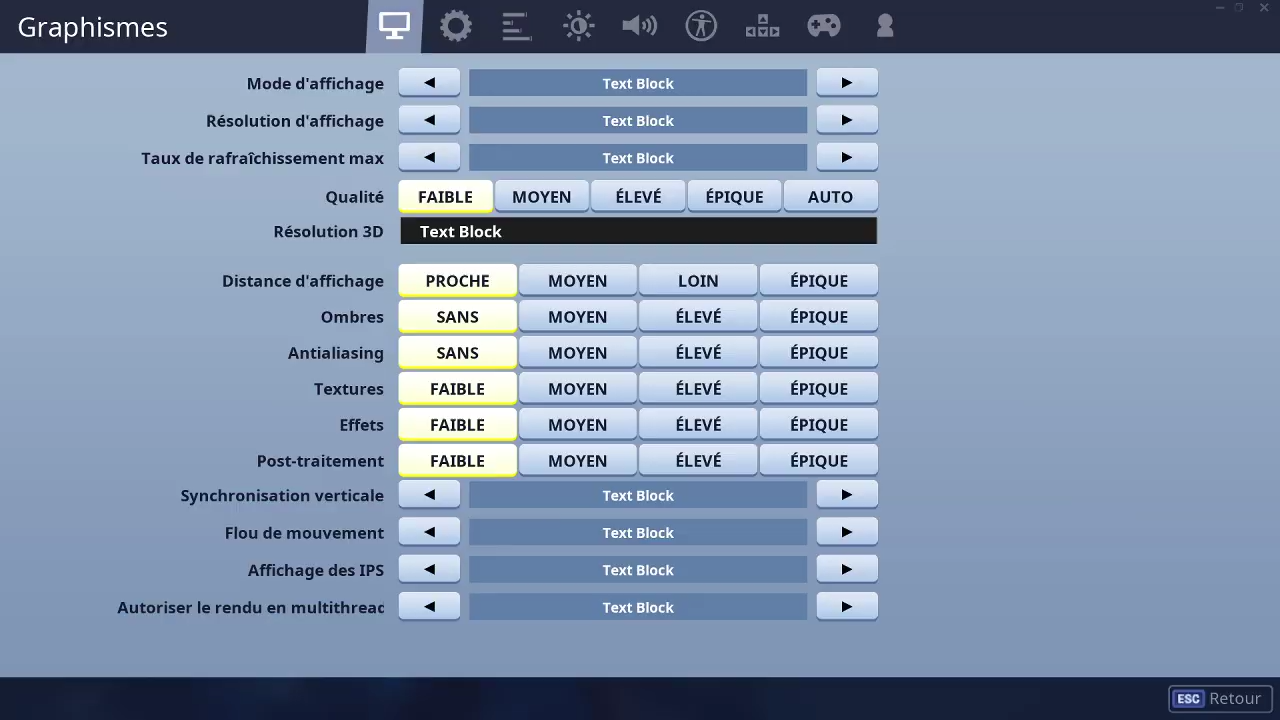 Graphismes
Mode d'affichage ◄ Text Block ►
Résolution d'affichage ◄ Text Block ►
Taux de rafraîchissement max ◄ Text Block ►
Qualité FAIBLE MOYEN ÉLEVÉ ÉPIQUE AUTO
Résolution 3D Text Block
Distance d'affichage PROCHE MOYEN LOIN ÉPIQUE
Ombres SANS MOYEN ÉLEVÉ ÉPIQUE
Antialiasing SANS MOYEN ÉLEVÉ ÉPIQUE
Textures FAIBLE MOYEN ÉLEVÉ ÉPIQUE
Effets FAIBLE MOYEN ÉLEVÉ ÉPIQUE
Post-traitement FAIBLE MOYEN ÉLEVÉ ÉPIQUE
Synchronisation verticale ◄ Text Block ►
Flou de mouvement ◄ Text Block ►
Affichage des IPS ◄ Text Block ►
Autoriser le rendu en multithread ◄ Text Block ►
ESC Retour